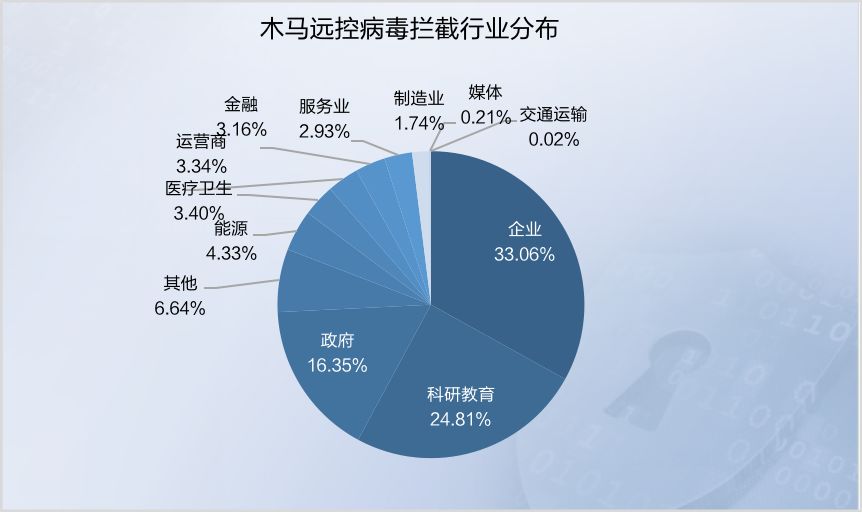 木马远控病毒拦截行业分布
企业
33.06%
科研教育
24.81%
政府
16.35%
其他
6.64%
能源
4.33%
医疗卫生
3.40%
运营商
3.34%
金融
3.16%
服务业
2.93%
制造业
1.74%
媒体
0.21%
交通运输
0.02%